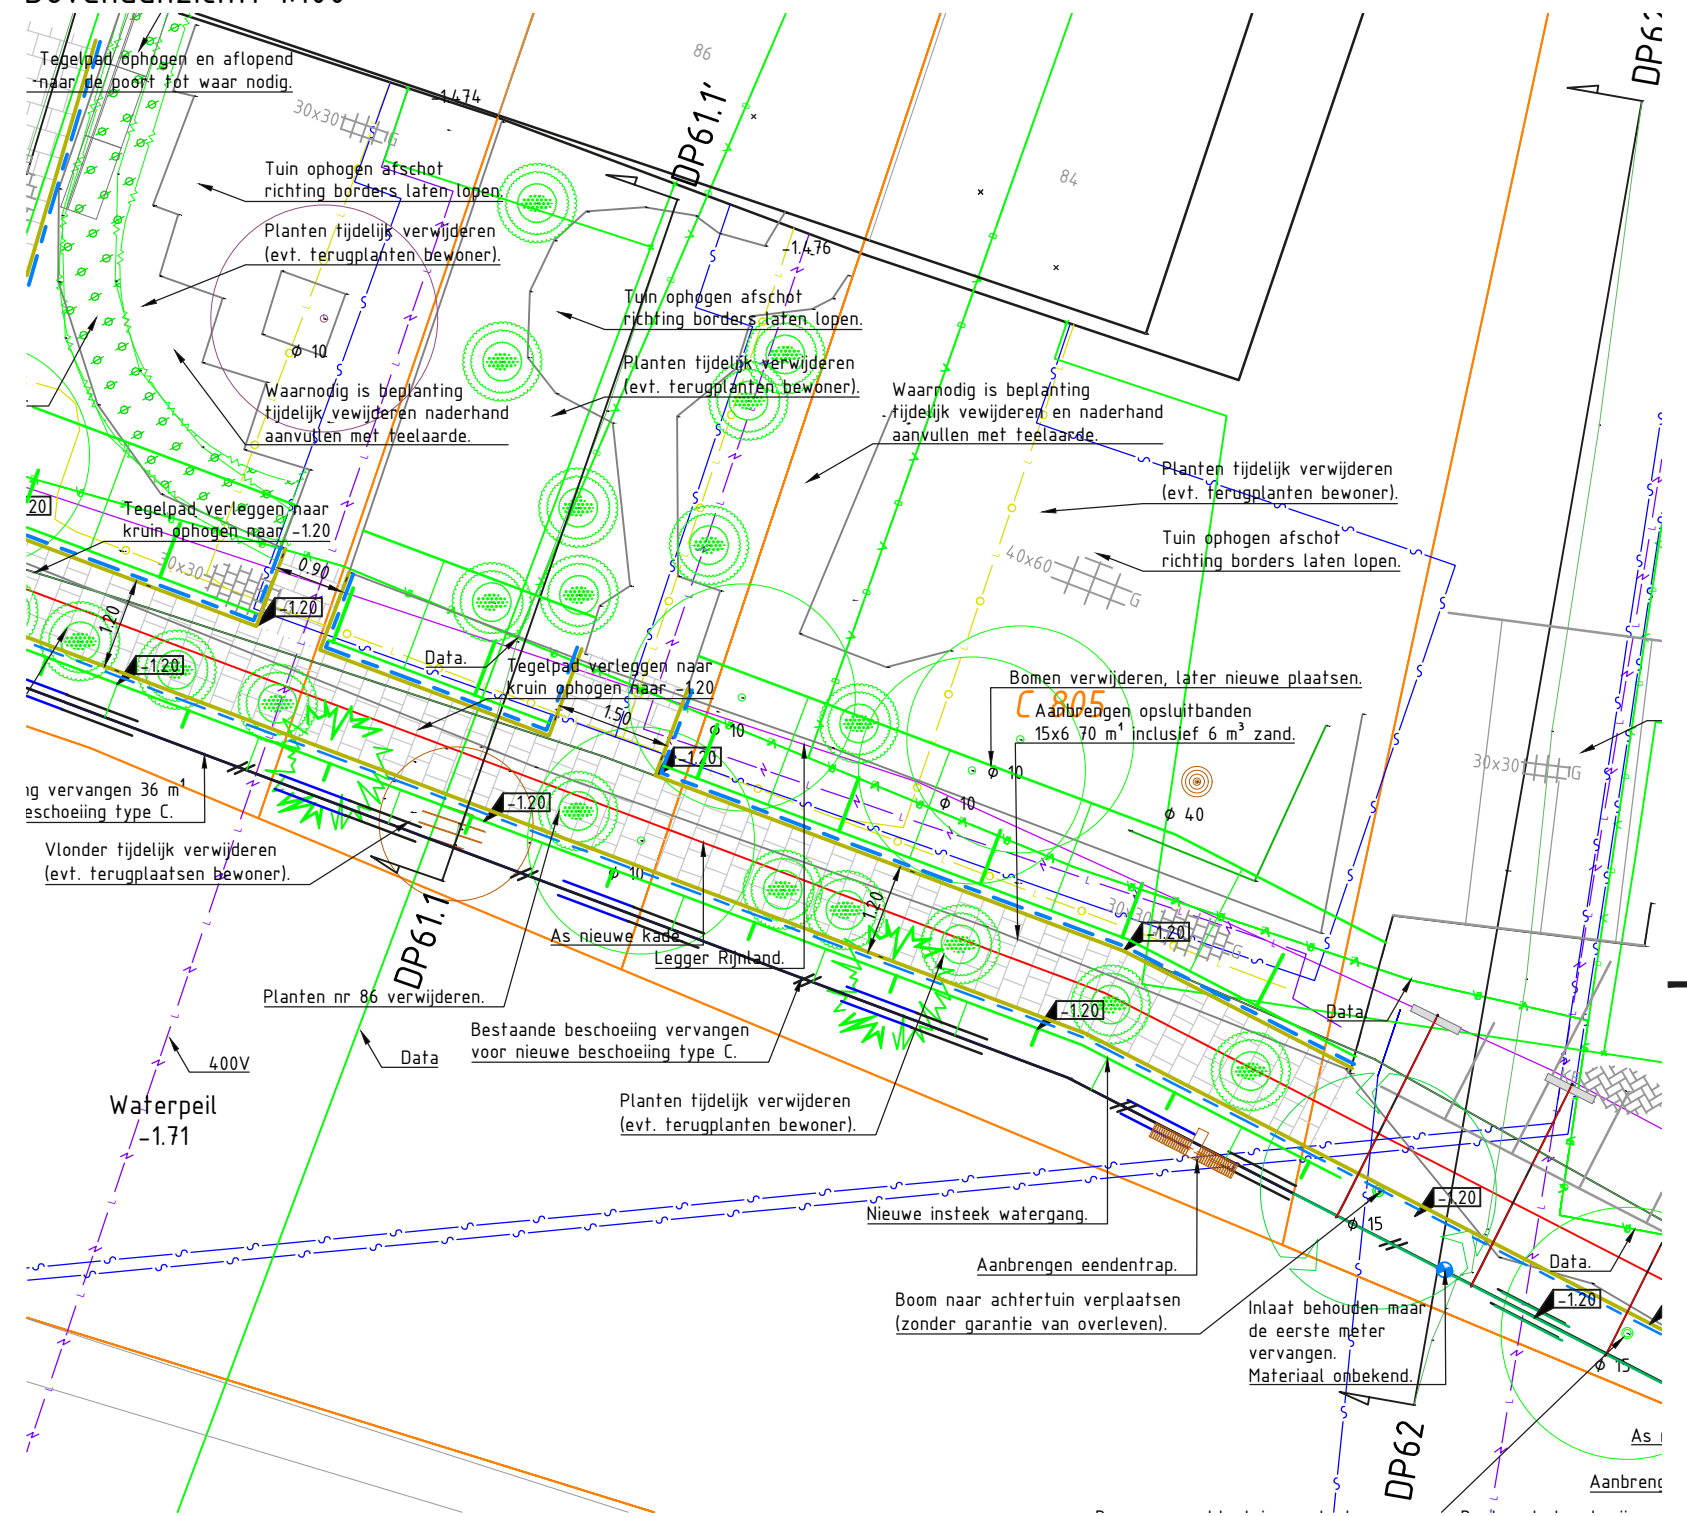 Tegelpad ophogen en aflopend
naar de poort tot waar nodig.
-1.474
86
DP61.1'
30x30
G
Tuin ophogen afschot
richting borders laten lopen.
84
Planten tijdelijk verwijderen
(evt. terugplanten bewoner).
-1.476
Tuin ophogen afschot
richting borders laten lopen.
Ø 10
Planten tijdelijk verwijderen
(evt. terugplanten bewoner).
Waarnodig is beplanting
tijdelijk vewijderen naderhand
aanvullen met teelaarde.
Waarnodig is beplanting
tijdelijk vewijderen en naderhand
aanvullen met teelaarde.
Planten tijdelijk verwijderen
(evt. terugplanten bewoner).
20
Tegelpad verleggen naar
kruin ophogen naar -1.20
Tuin ophogen afschot
richting borders laten lopen.
40x60
G
30x30
0.90
-1.20
1.20
-1.20
Data.
Tegelpad verleggen naar
kruin ophogen naar -1.20
1.50
Bomen verwijderen, later nieuwe plaatsen.
C 805
Aanbrengen opsluitbanden
15x6 70 m¹ inclusief 6 m³ zand.
Ø 10
-1.20
30x30
G
Ø 10
ng vervangen 36 m¹
eschoeiing type C.
-1.20
Ø 10
Ø 40
Vlonder tijdelijk verwijderen
(evt. terugplaatsen bewoner).
Ø 10
1.20
30x30
G
-1.20
DP61.1
As nieuwe kade.
Legger Rijnland.
Planten nr 86 verwijderen.
-1.20
Data.
Bestaande beschoeiing vervangen
voor nieuwe beschoeiing type C.
400V
Data
Waterpeil
-1.71
Planten tijdelijk verwijderen
(evt. terugplanten bewoner).
Nieuwe insteek watergang.
-1.20
Ø 15
Aanbrengen eendentrap.
Data.
Boom naar achtertuin verplaatsen
(zonder garantie van overleven).
-1.20
Inlaat behouden maar
de eerste meter
vervangen.
Materiaal onbekend.
Ø 15
DP62
As
Aanbreng